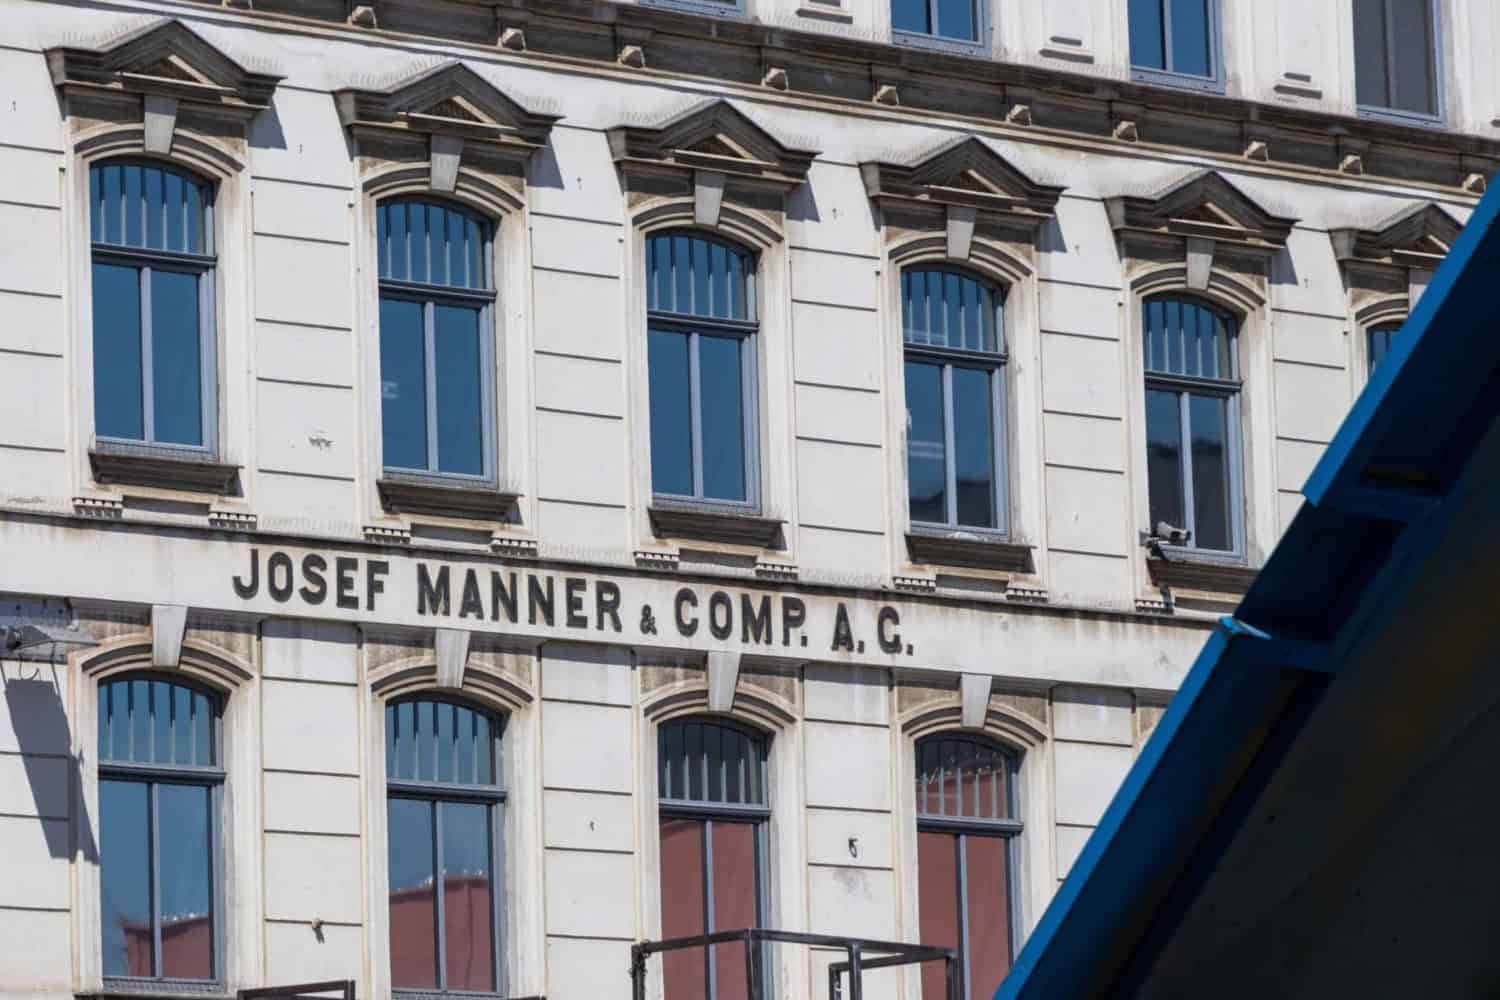 JOSEF MANNER & COMP. A.G.